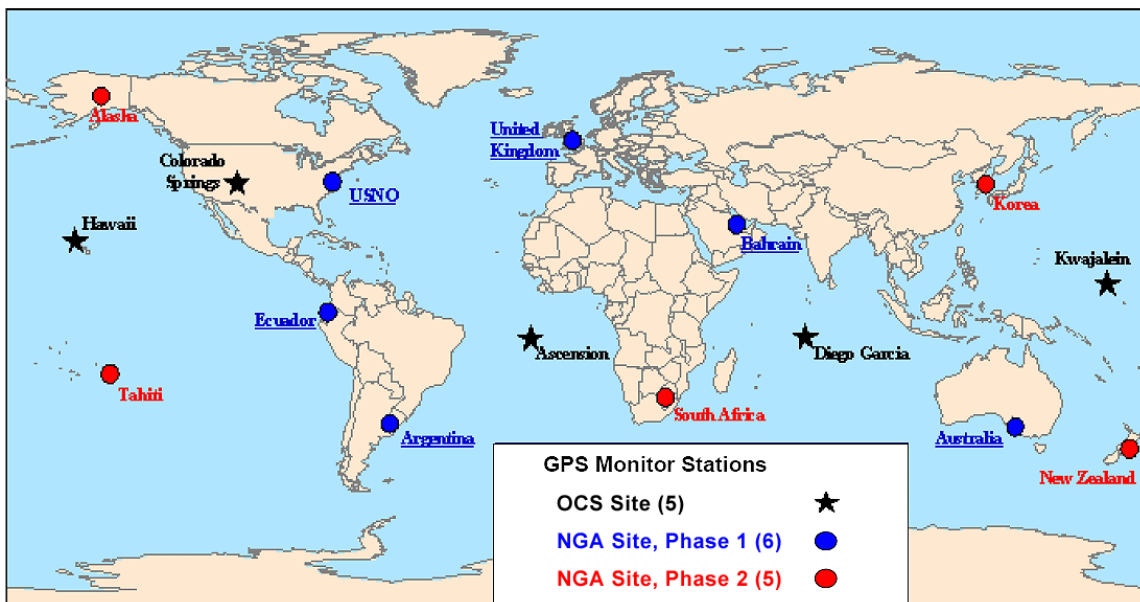 Alaska
United
Kingdom
Colorado
Springs
USNO
Korea
Hawaii
Bahrain
Kwajalein
Ecuador
Ascension
Diego Garcia
Tahiti
South Africa
Argentina
Australia
New Zealand
GPS Monitor Stations
OCS Site (5)
NGA Site, Phase 1 (6)
NGA Site, Phase 2 (5)